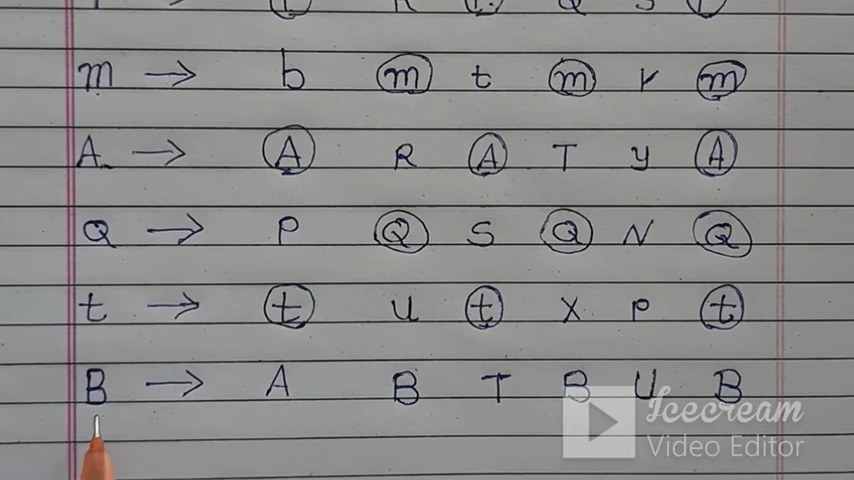 m → b m t m r m
A → A R A T y A
Q → P Q S Q N Q
t → t u t x p t
B → A B T B U B
Icecream
Video Editor